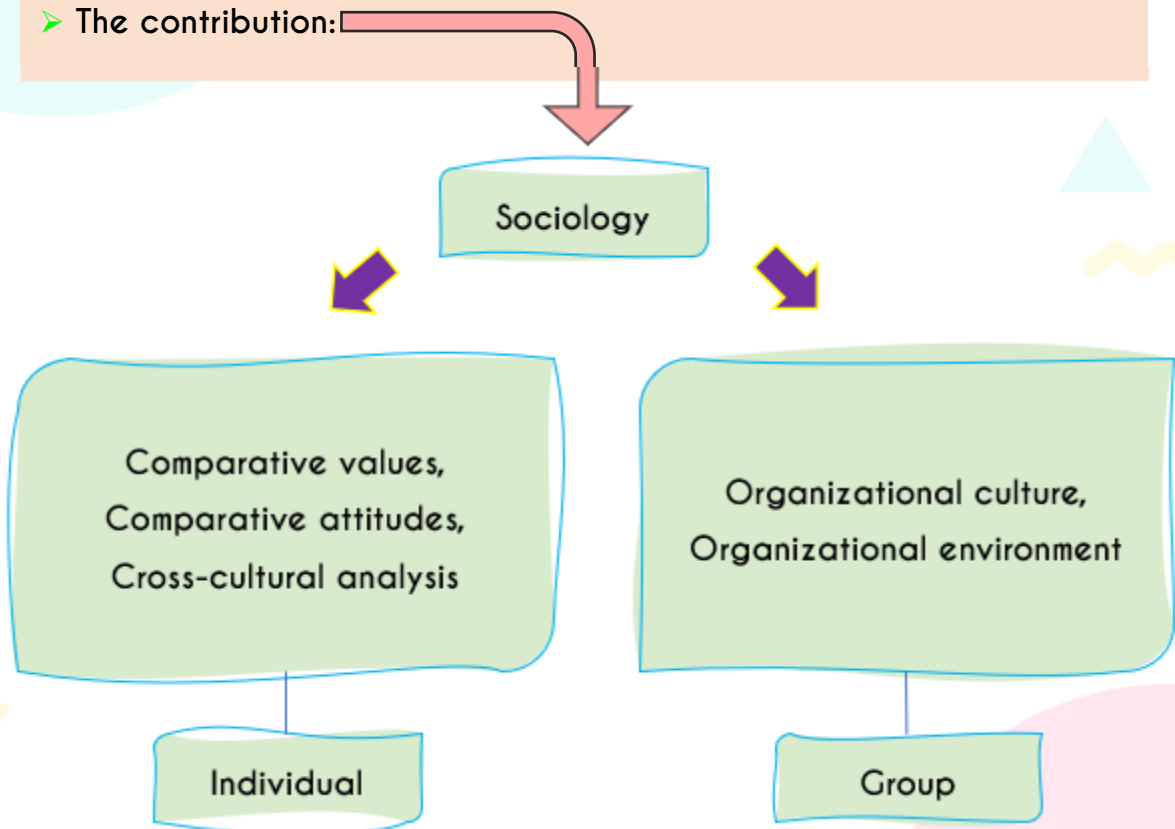 The contribution:
Sociology
Comparative values,
Comparative attitudes,
Cross-cultural analysis
Organizational culture,
Organizational environment
Individual
Group